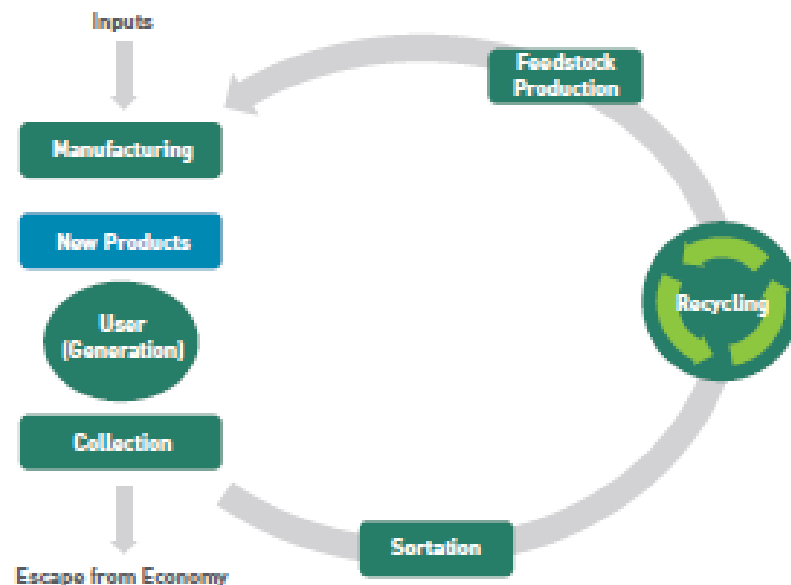 Inputs
Feedstock
Production
Manufacturing
New Products
Recycling
User
(Generation)
Collection
Sortation
Escape from Economy